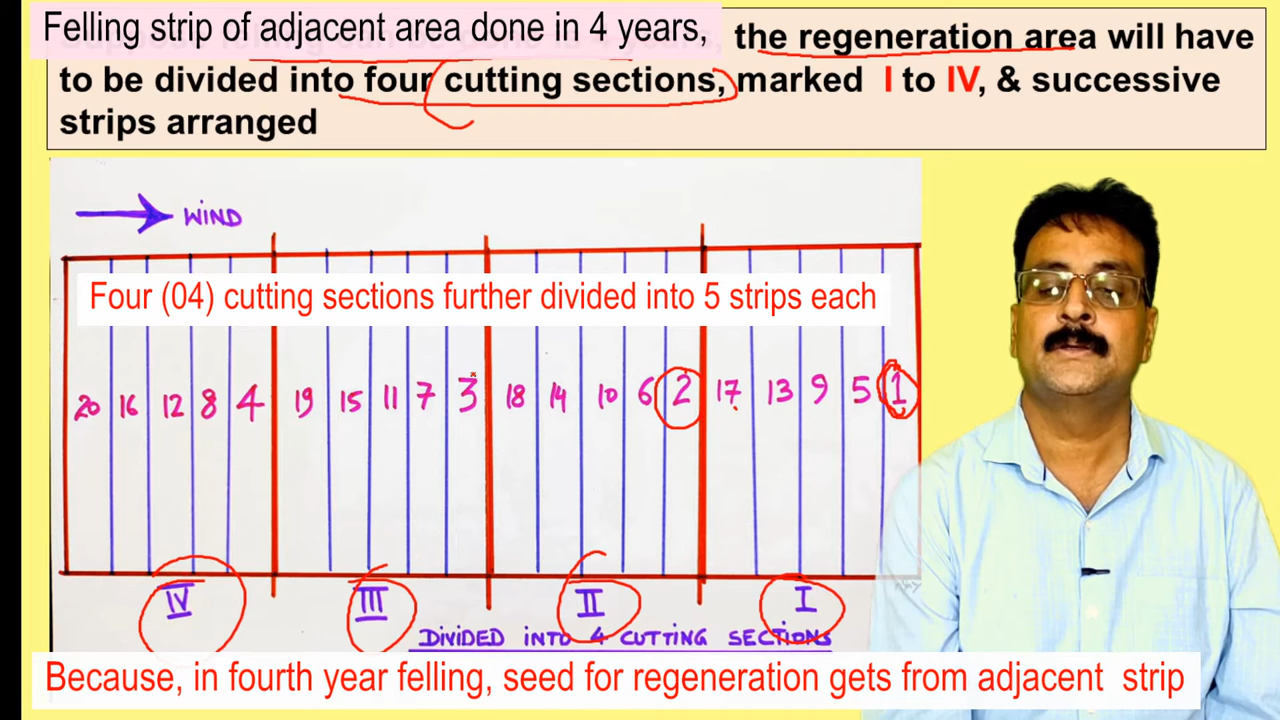 Felling strip of adjacent area done in 4 years, the regeneration area will have
to be divided into four cutting sections, marked I to IV, & successive
strips arranged
WIND
Four (04) cutting sections further divided into 5 strips each
20 16 12 8 4 19 15 11 7 3 18 14 10 6 2 17 13 9 5 1
IV III II I
DIVIDED INTO 4 CUTTING SECTIONS
Because, in fourth year felling, seed for regeneration gets from adjacent strip